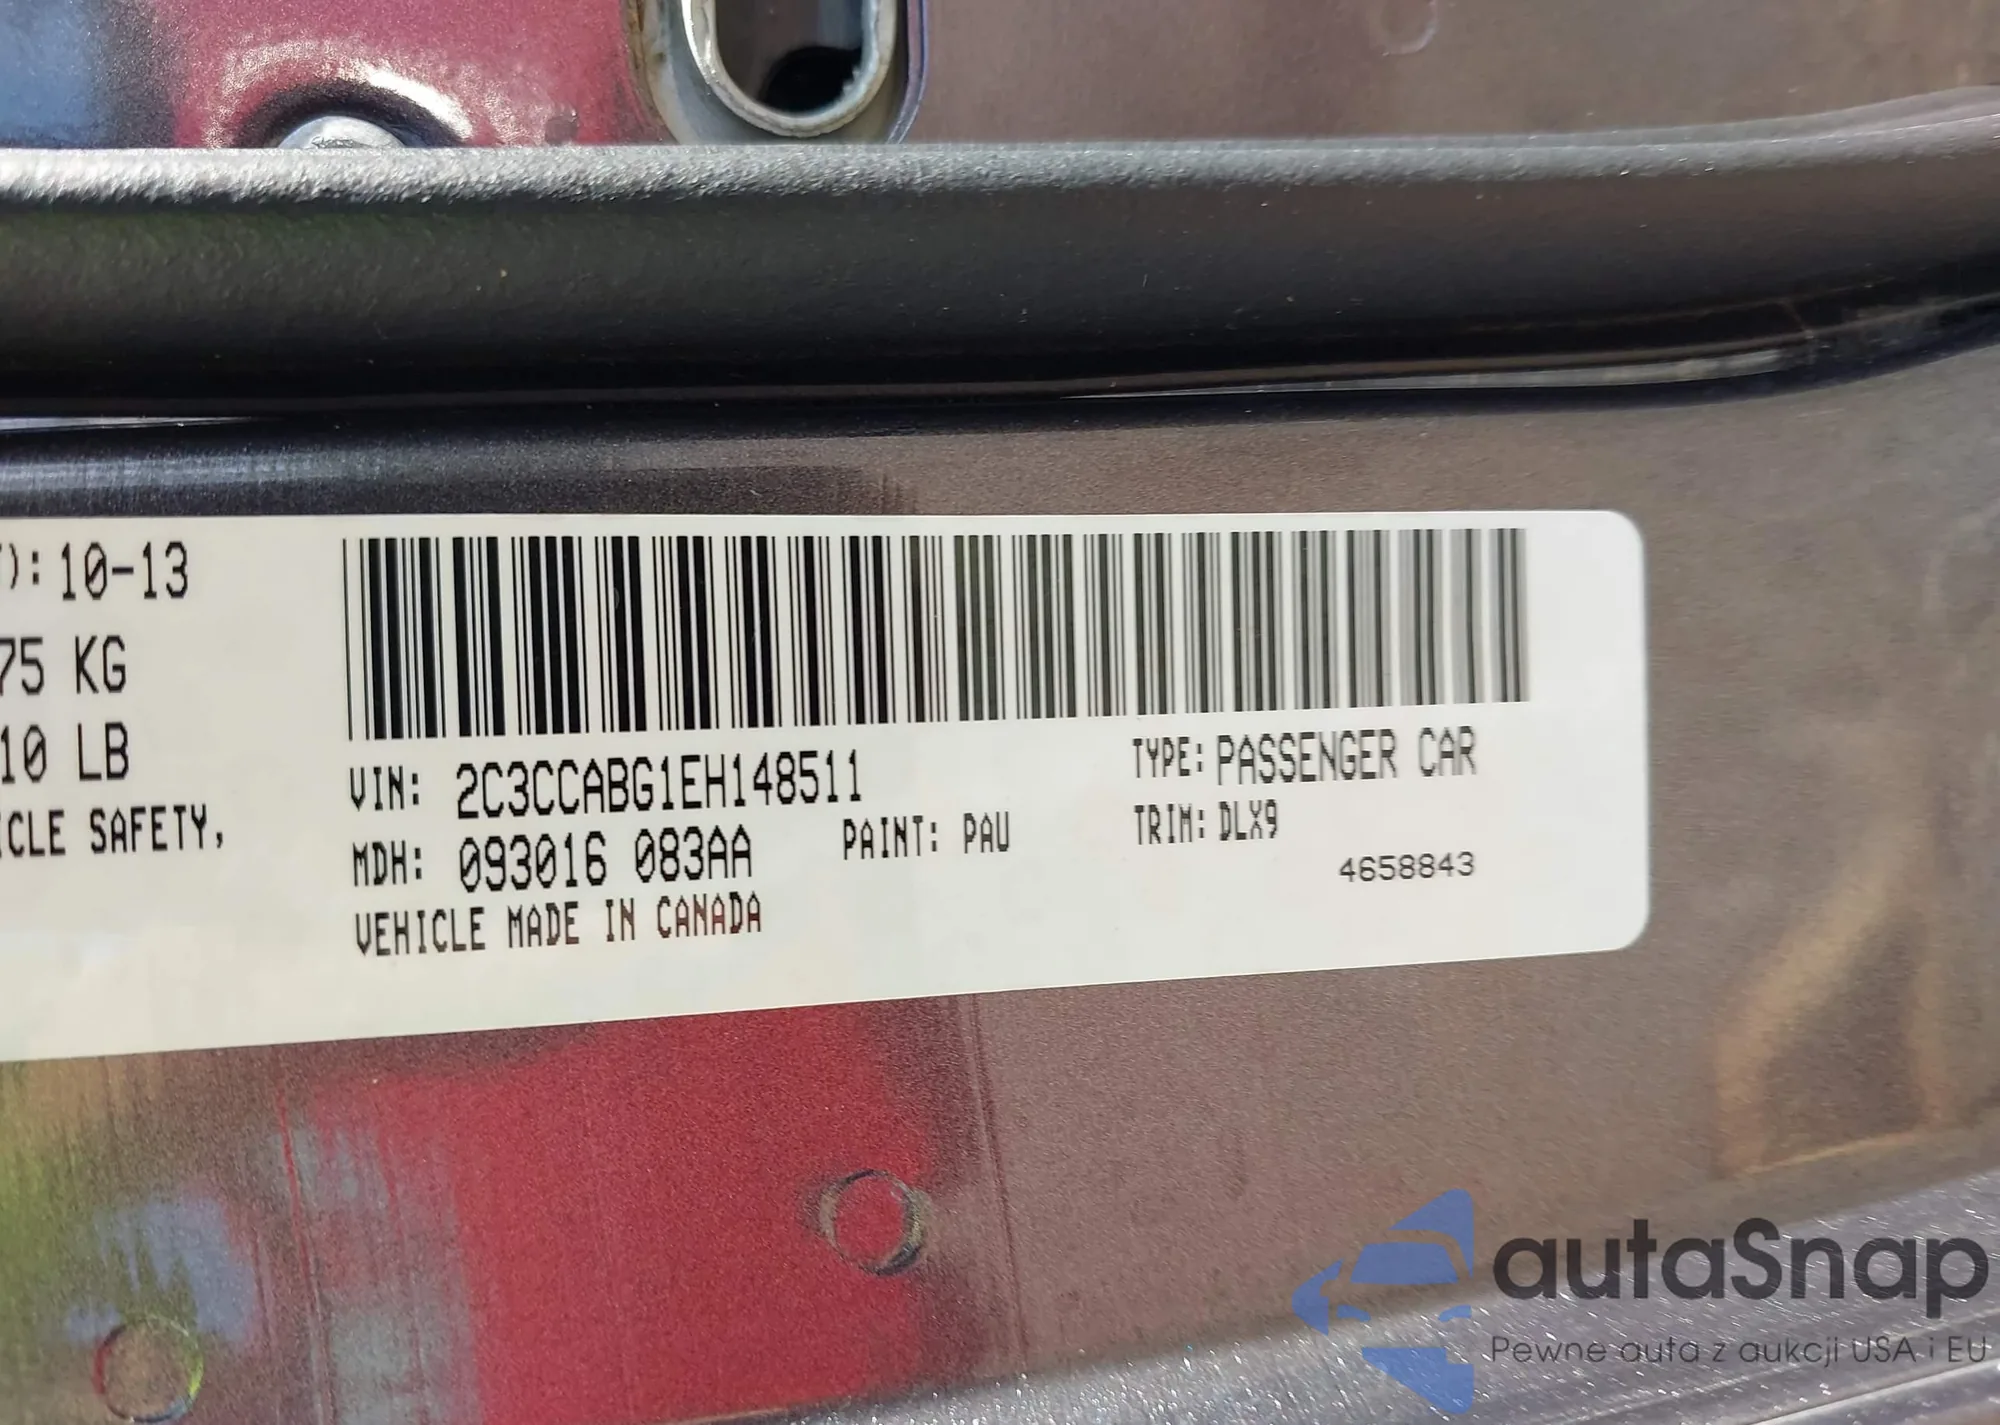 T): 10-13
75 KG
10 LB
ICLE SAFETY,
VIN: 2C3CCABG1EH148511
MDH: 093016 083AA
PAINT: PAU
VEHICLE MADE IN CANADA
TYPE: PASSENGER CAR
TRIM: DLX9
4658843
autaSnap
Pewne auta z aukcji USA i EU